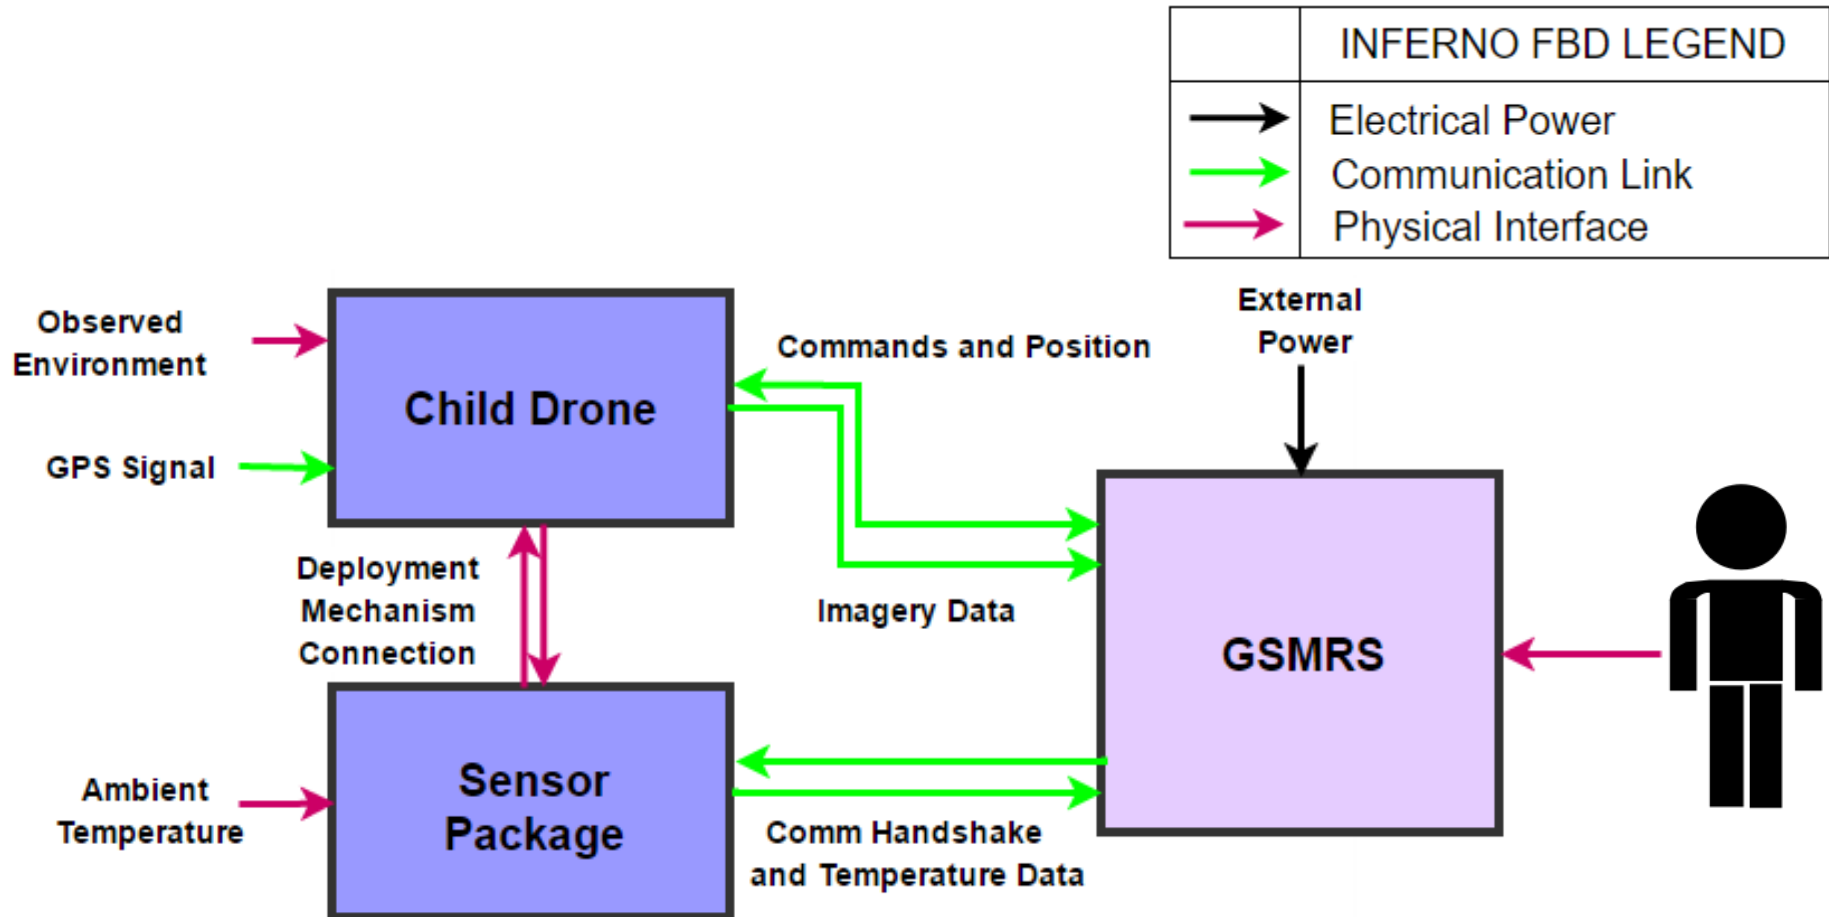 INFERNO FBD LEGEND
Electrical Power
Communication Link
Physical Interface
External
Power
Observed
Environment
Commands and Position
Child Drone
GPS Signal
Deployment
Mechanism
Connection
Imagery Data
GSMRS
Sensor
Package
Ambient
Temperature
Comm Handshake
and Temperature Data